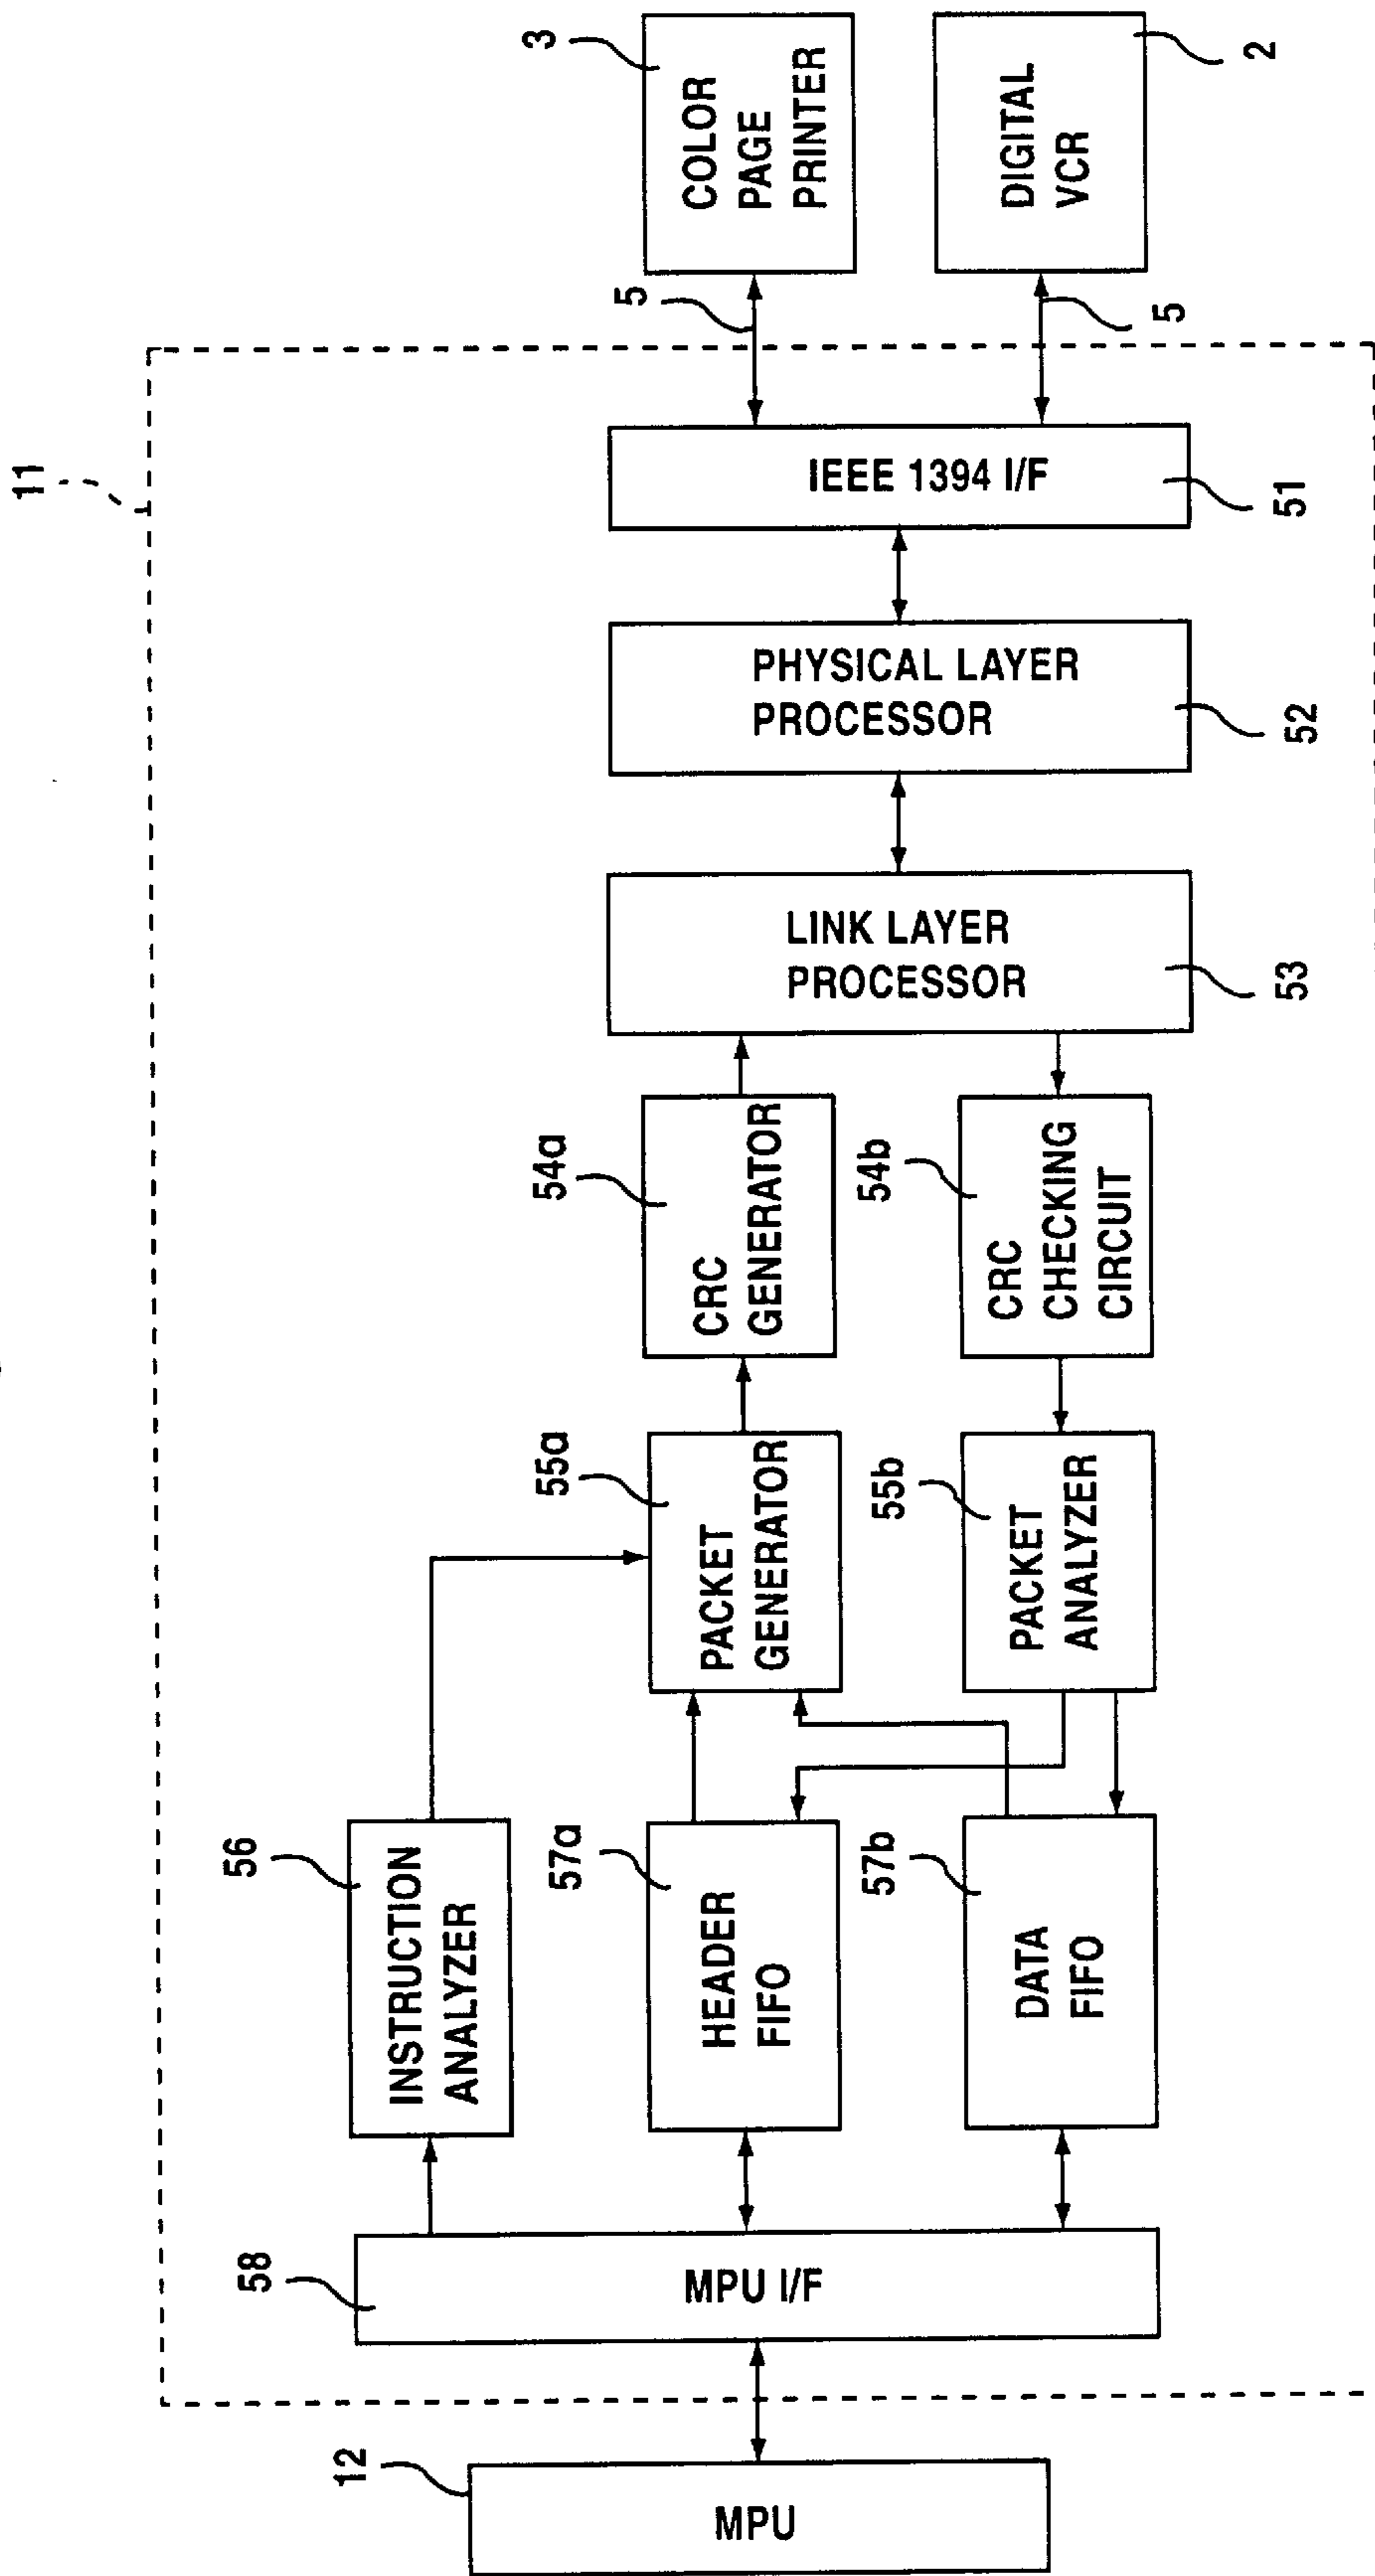 11
12
MPU
58
MPU I/F
56
INSTRUCTION
ANALYZER
57a
HEADER
FIFO
57b
DATA
FIFO
55a
PACKET
GENERATOR
55b
PACKET
ANALYZER
54a
CRC
GENERATOR
54b
CRC
CHECKING
CIRCUIT
LINK LAYER
PROCESSOR
53
PHYSICAL LAYER
PROCESSOR
52
IEEE 1394 I/F
51
5
5
3
COLOR
PAGE
PRINTER
DIGITAL
VCR
2